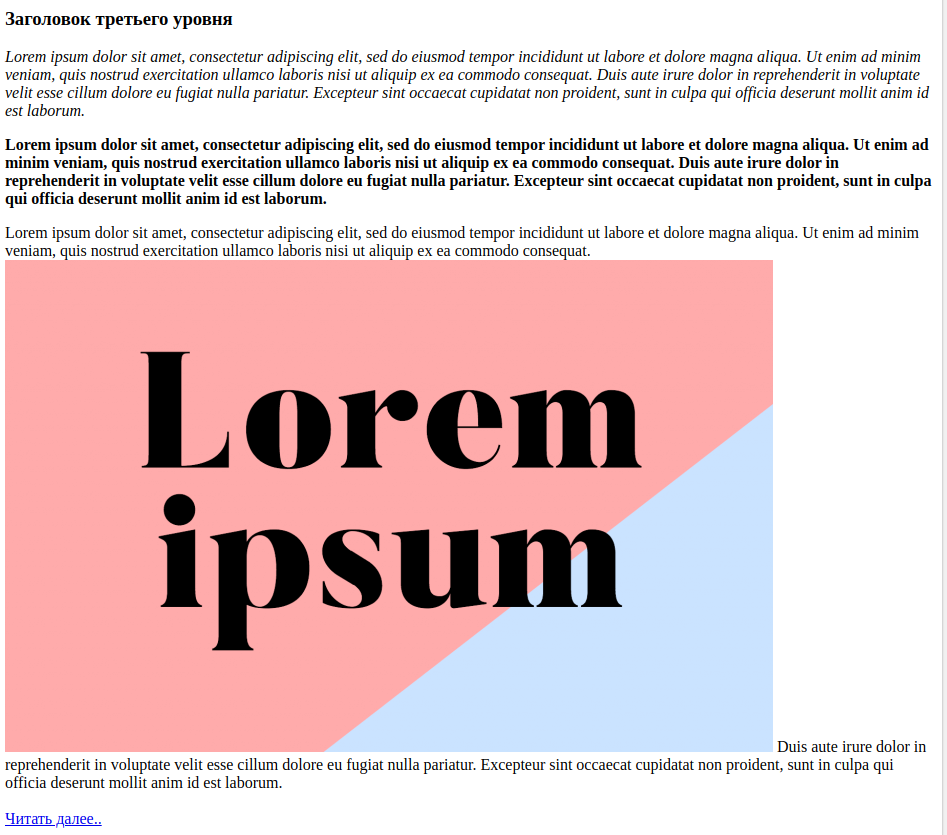 Заголовок третьего уровня
Lorem ipsum dolor sit amet, consectetur adipiscing elit, sed do eiusmod tempor incididunt ut labore et dolore magna aliqua. Ut enim ad minim
veniam, quis nostrud exercitation ullamco laboris nisi ut aliquip ex ea commodo consequat. Duis aute irure dolor in reprehenderit in voluptate
velit esse cillum dolore eu fugiat nulla pariatur. Excepteur sint occaecat cupidatat non proident, sunt in culpa qui officia deserunt mollit anim id
est laborum.
Lorem ipsum dolor sit amet, consectetur adipiscing elit, sed do eiusmod tempor incididunt ut labore et dolore magna aliqua. Ut enim ad
minim veniam, quis nostrud exercitation ullamco laboris nisi ut aliquip ex ea commodo consequat. Duis aute irure dolor in
reprehenderit in voluptate velit esse cillum dolore eu fugiat nulla pariatur. Excepteur sint occaecat cupidatat non proident, sunt in culpa
qui officia deserunt mollit anim id est laborum.
Lorem ipsum dolor sit amet, consectetur adipiscing elit, sed do eiusmod tempor incididunt ut labore et dolore magna aliqua. Ut enim ad minim
veniam, quis nostrud exercitation ullamco laboris nisi ut aliquip ex ea commodo consequat.
Lorem
ipsum
Duis aute irure dolor in
reprehenderit in voluptate velit esse cillum dolore eu fugiat nulla pariatur. Excepteur sint occaecat cupidatat non proident, sunt in culpa qui
officia deserunt mollit anim id est laborum.
Читать далее..